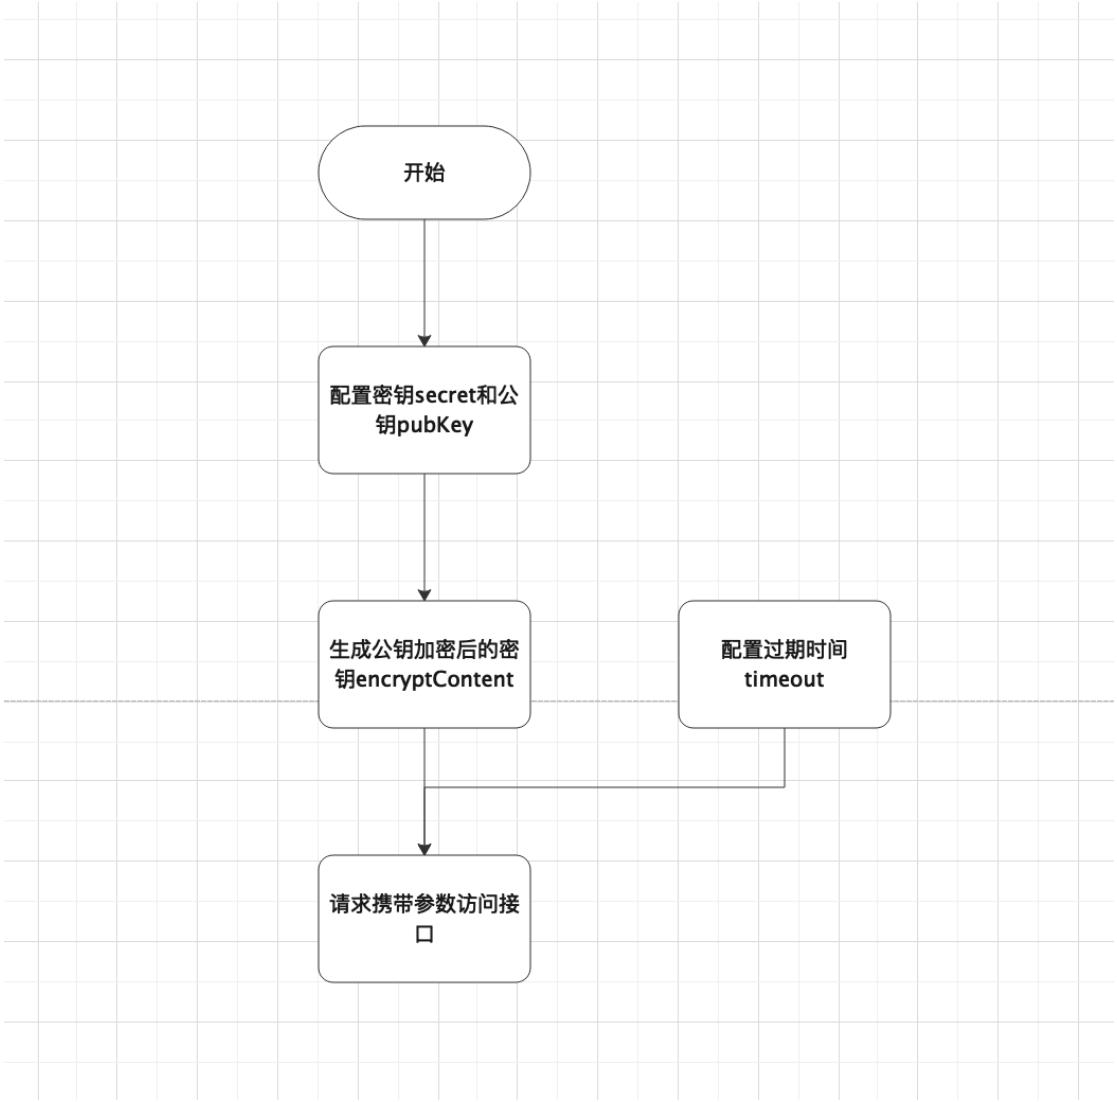 开始
配置密钥secret和公
钥pubKey
生成公钥加密后的密
钥encryptContent
配置过期时间
timeout
请求携带参数访问接
口